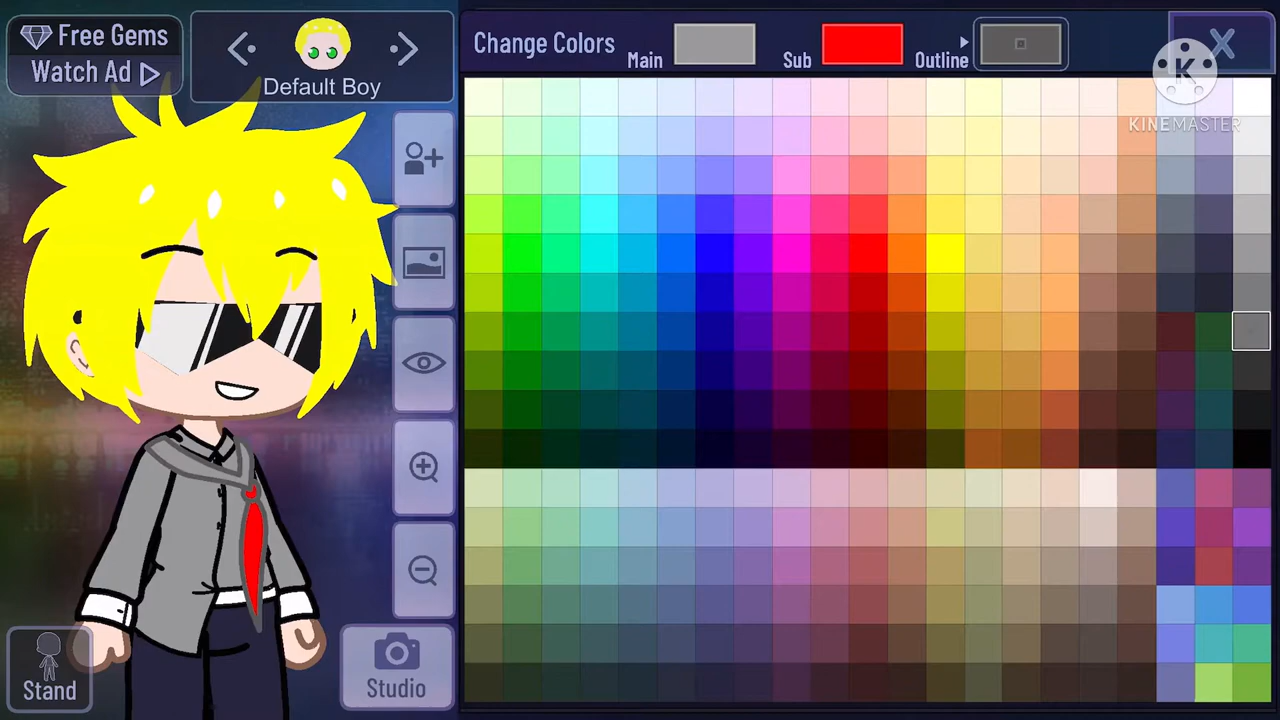 Free Gems
Watch Ad
Default Boy
Change Colors
Main
Sub
Outline
X
K
KINEMASTER
Stand
Studio